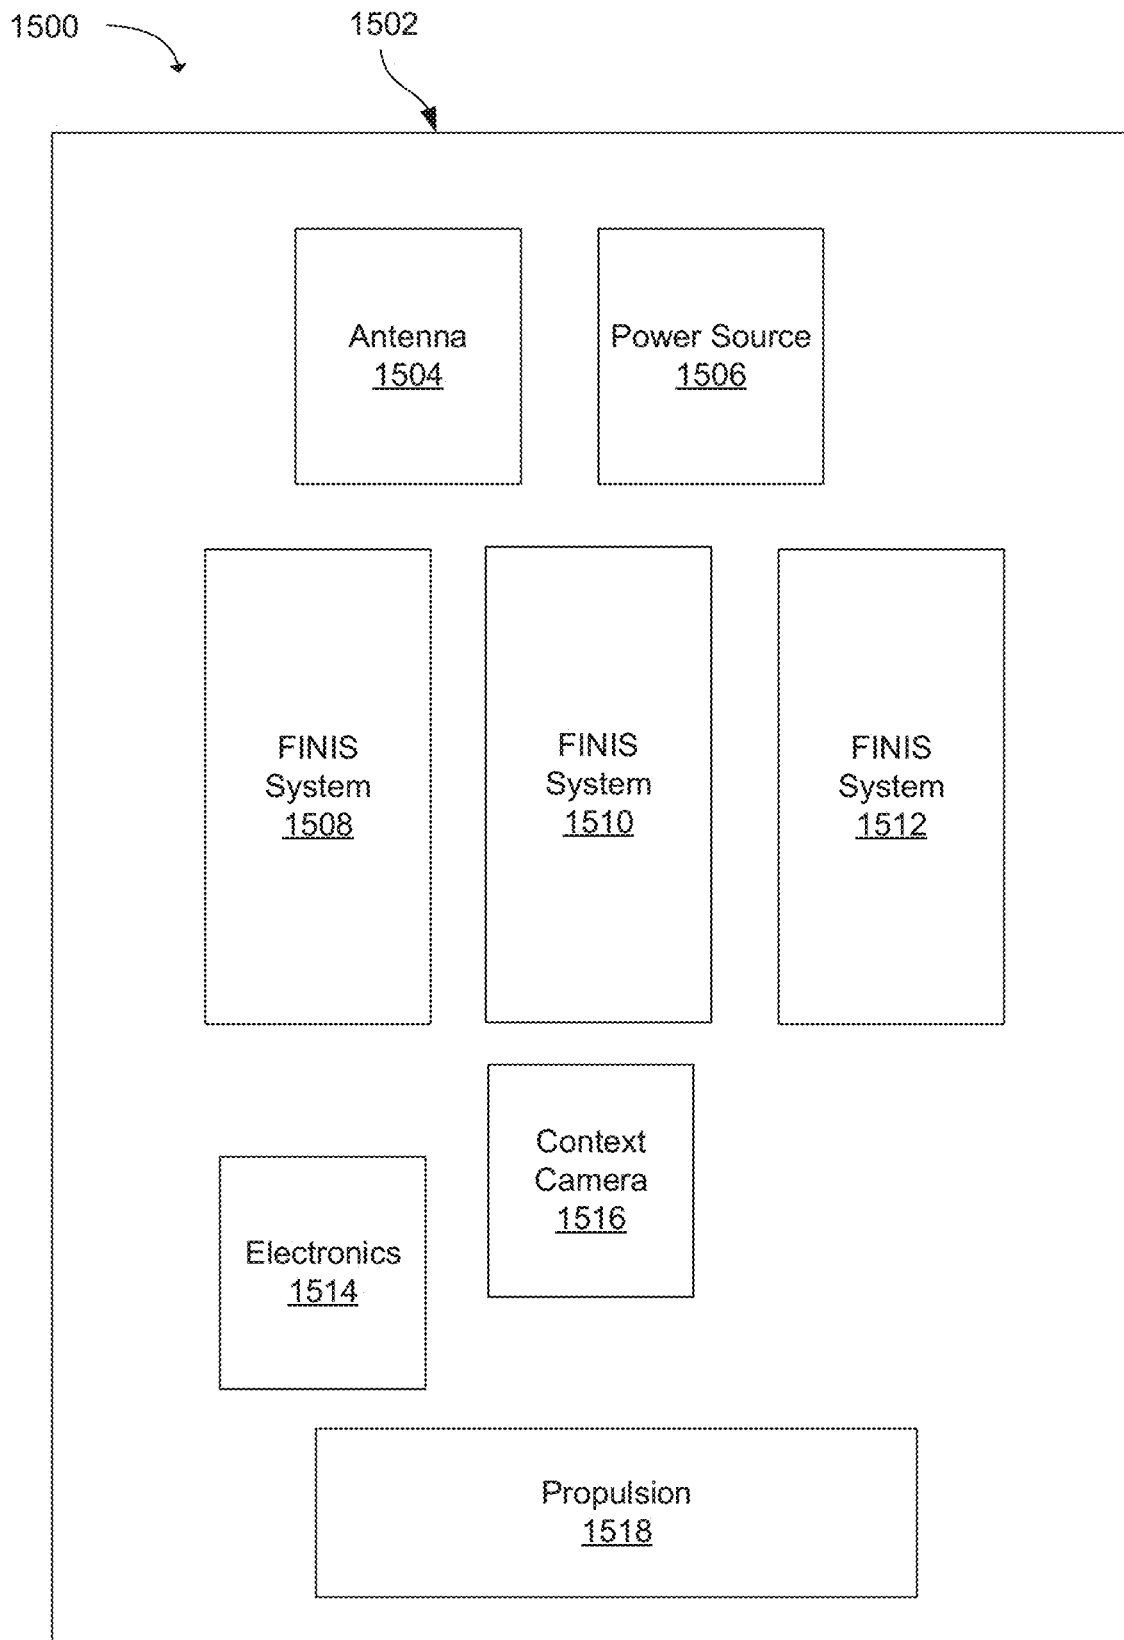 1500
1502
Antenna
1504
Power Source
1506
FINIS
System
1508
FINIS
System
1510
FINIS
System
1512
Context
Camera
1516
Electronics
1514
Propulsion
1518